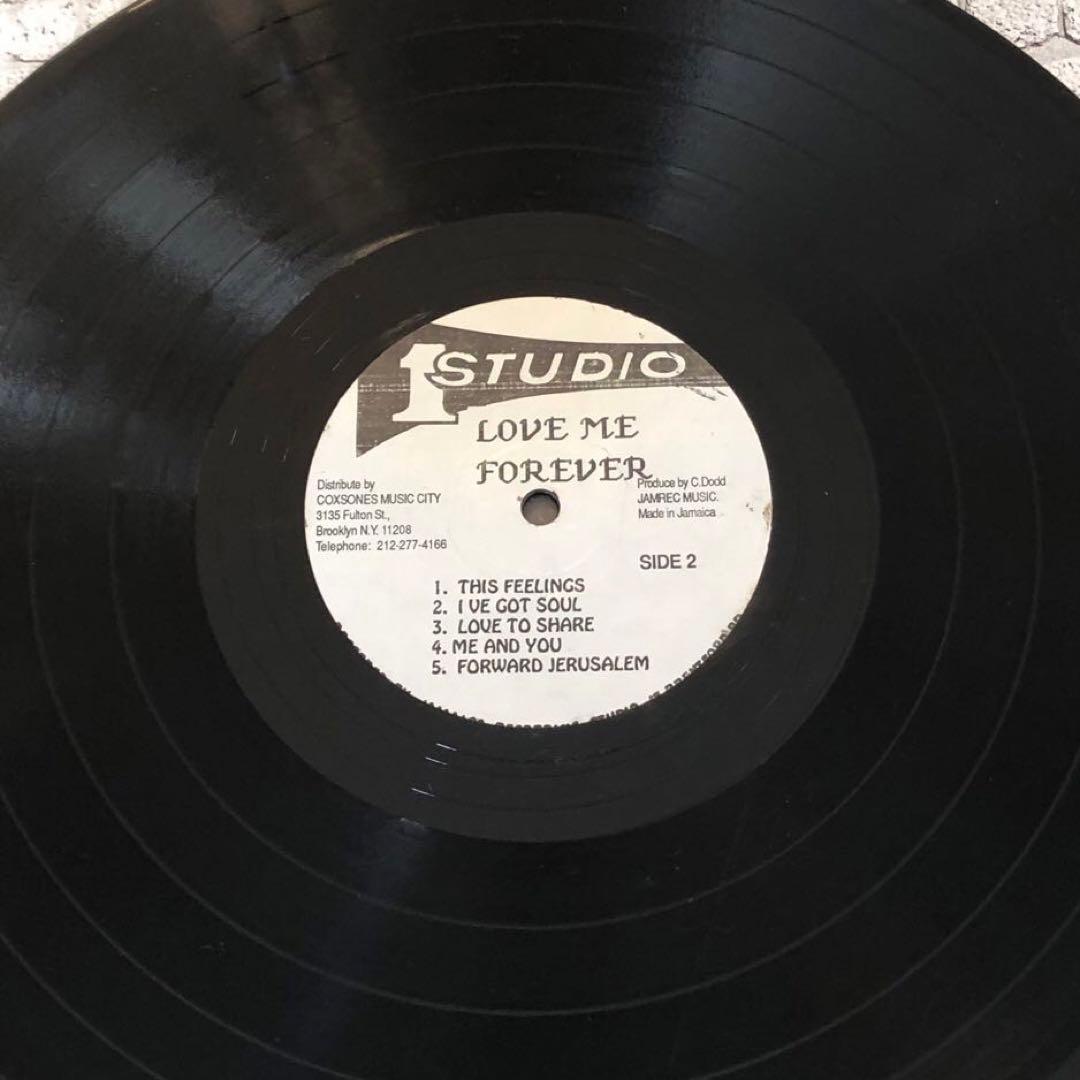 1 STUDIO
LOVE ME
FOREVER
Distribute by
COXSONES MUSIC CITY
3135 Fulton St.,
Brooklyn N.Y. 11208
Telephone: 212-277-4166
Produce by C.Dodd
JAMREC MUSIC.
Made in Jamaica
SIDE 2
1. THIS FEELINGS
2. I VE GOT SOUL
3. LOVE TO SHARE
4. ME AND YOU
5. FORWARD JERUSALEM